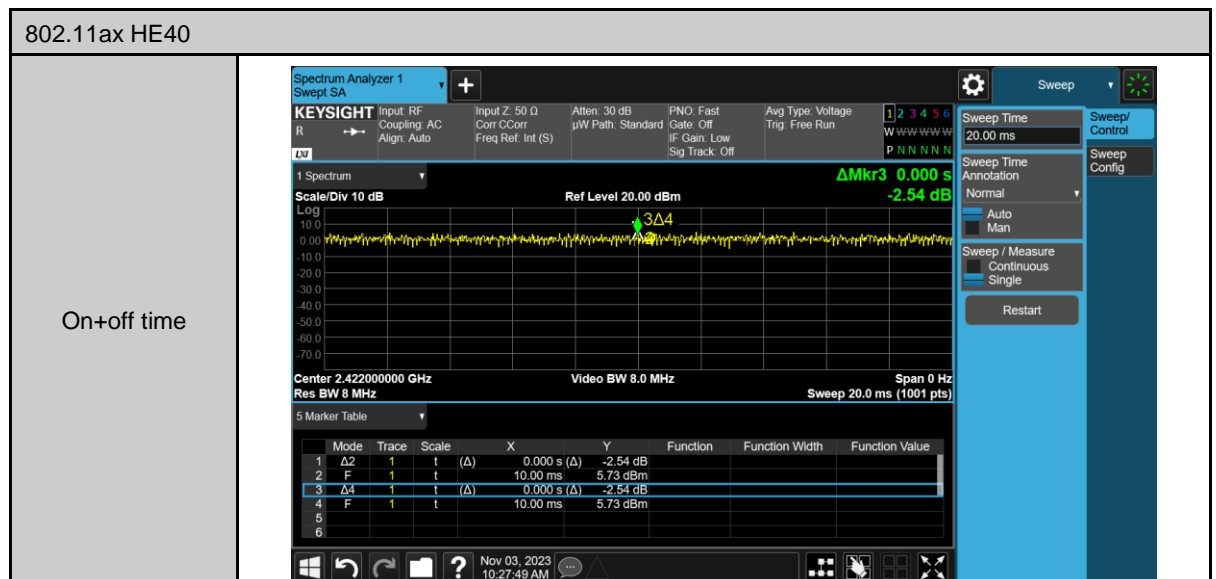 802.11ax HE40
On+off time
Spectrum Analyzer 1
Swept SA
+
Sweep
KEYSIGHT
R
LXI
Input: RF
Coupling: AC
Align: Auto
Input Z: 50 Ω
Corr CCorr
Freq Ref: Int (S)
Atten: 30 dB
µW Path: Standard
PNO: Fast
Gate: Off
IF Gain: Low
Sig Track: Off
Avg Type: Voltage
Trig: Free Run
1 2 3 4 5 6
W W W W W W
P N N N N N
1 Spectrum
ΔMkr3 0.000 s
-2.54 dB
Scale/Div 10 dB
Ref Level 20.00 dBm
Log
3Δ4
10.0
0.00
-10.0
-20.0
-30.0
-40.0
-50.0
-60.0
-70.0
Center 2.422000000 GHz
Video BW 8.0 MHz
Span 0 Hz
Res BW 8 MHz
Sweep 20.0 ms (1001 pts)
5 Marker Table
Mode Trace Scale X Y Function Function Width Function Value
1 Δ2 1 t (Δ) 0.000 s (Δ) -2.54 dB
2 F 1 t 10.00 ms 5.73 dBm
3 Δ4 1 t (Δ) 0.000 s (Δ) -2.54 dB
4 F 1 t 10.00 ms 5.73 dBm
5
6
?
Nov 03, 2023
10:27:49 AM
Sweep Time
20.00 ms
Sweep Time
Annotation
Normal
Auto
Man
Sweep / Measure
Continuous
Single
Restart
Sweep/
Control
Sweep
Config